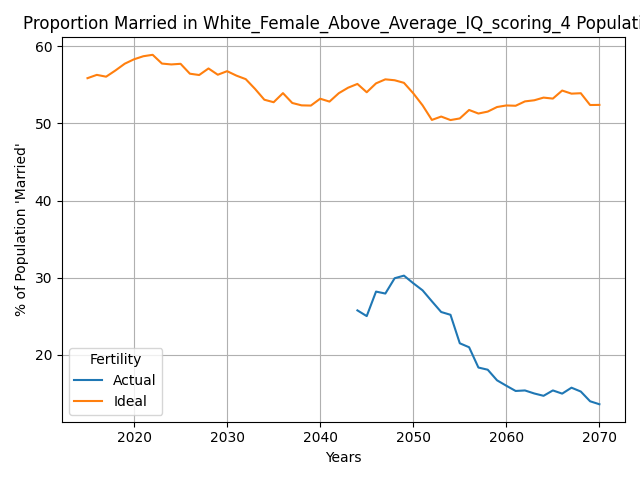 Proportion Married in White_Female_Above_Average_IQ_scoring_4 Populati
60
50
40
30
20
% of Population 'Married'
Fertility
Actual
Ideal
2020 2030 2040 2050 2060 2070
Years